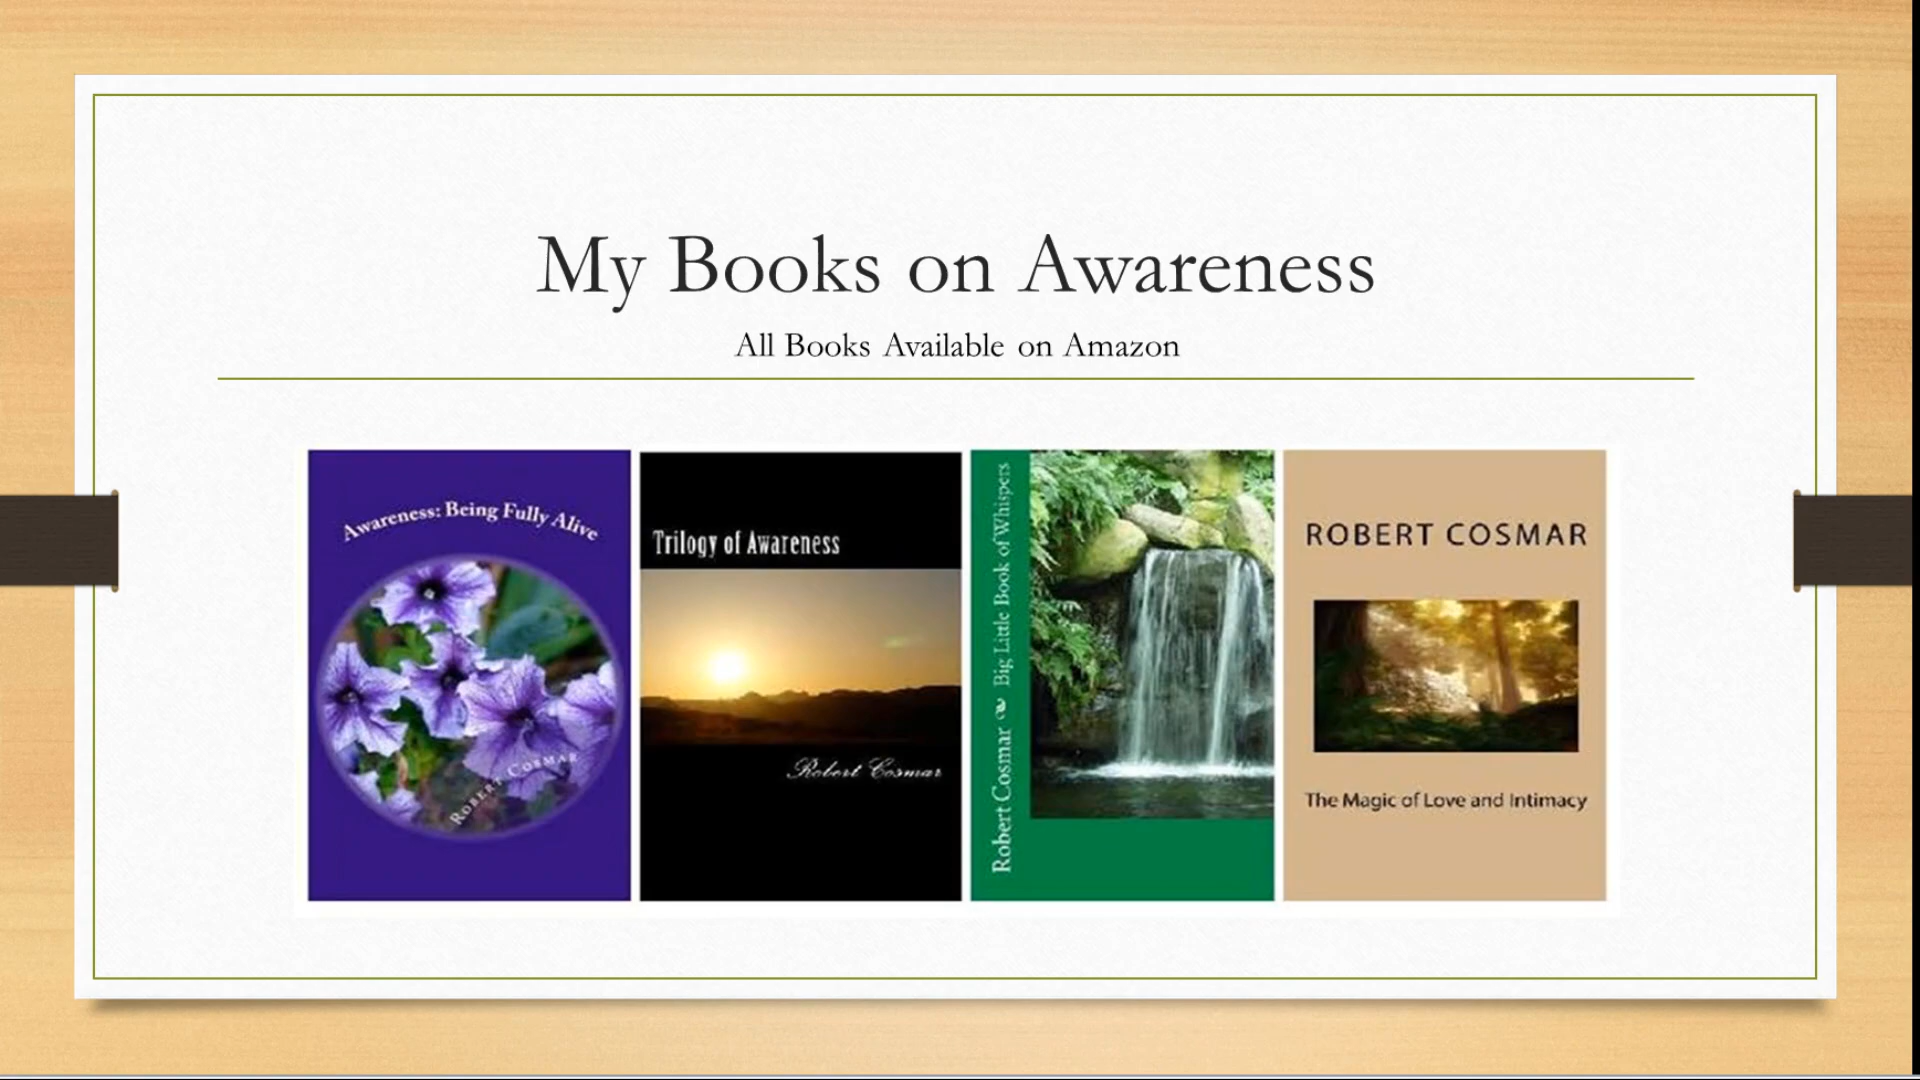 My Books on Awareness
All Books Available on Amazon
Awareness: Being Fully Alive
ROBERT COSMAR
Trilogy of Awareness
Robert Cosmar
Robert Cosmar ❧ Big Little Book of Whispers
ROBERT COSMAR
The Magic of Love and Intimacy